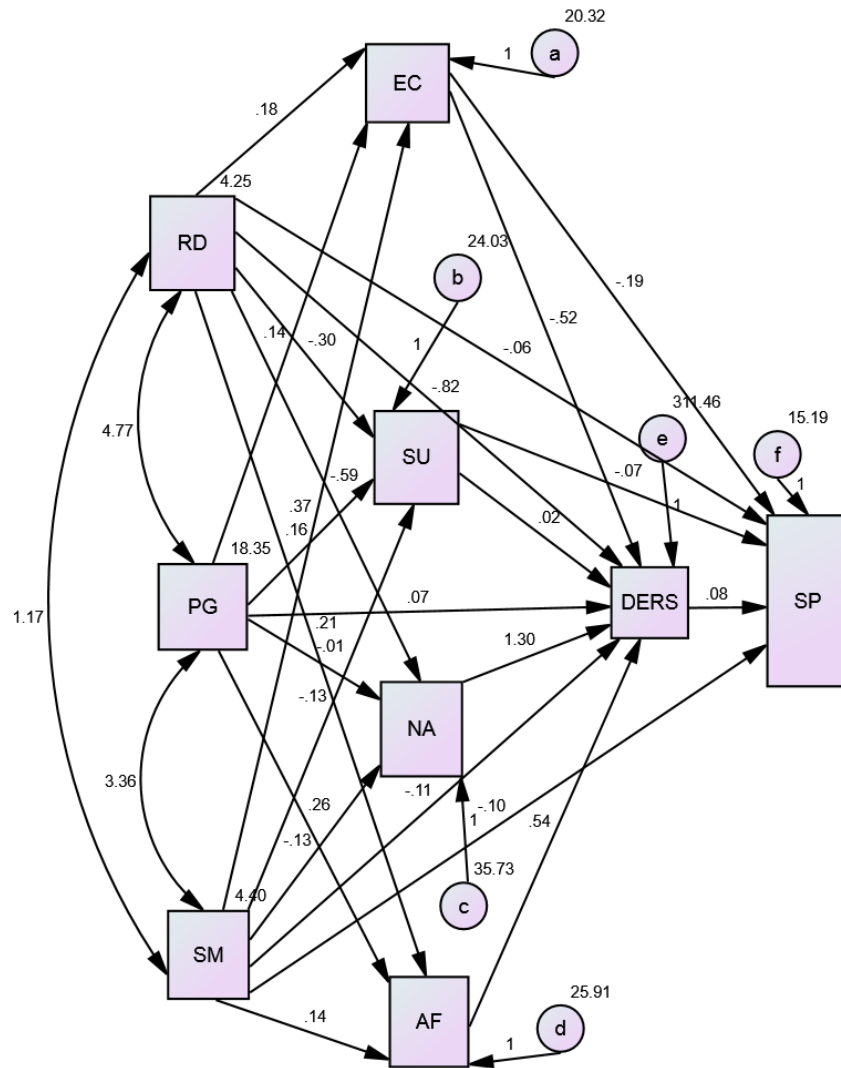 20.32
a
1
EC
.18
4.25
RD
24.03
b
-.19
.14
-.30
1
-.52
-.06
4.77
-.82
311.46
15.19
e
f
SU
-.07
1
-.59
.37
.16
.02
1
18.35
PG
.07
DERS
.08
SP
1.17
.21
-.01
1.30
-.13
NA
3.36
-.11
-.10
.26
1
.54
-.13
35.73
4.40
c
SM
25.91
.14
AF
d
1